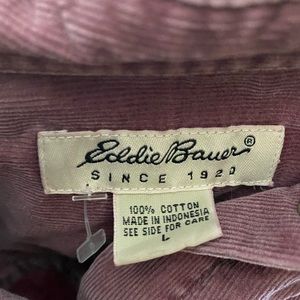 Eddie Bauer®
SINCE 1920
100% COTTON
MADE IN INDONESIA
SEE SIDE FOR CARE
L